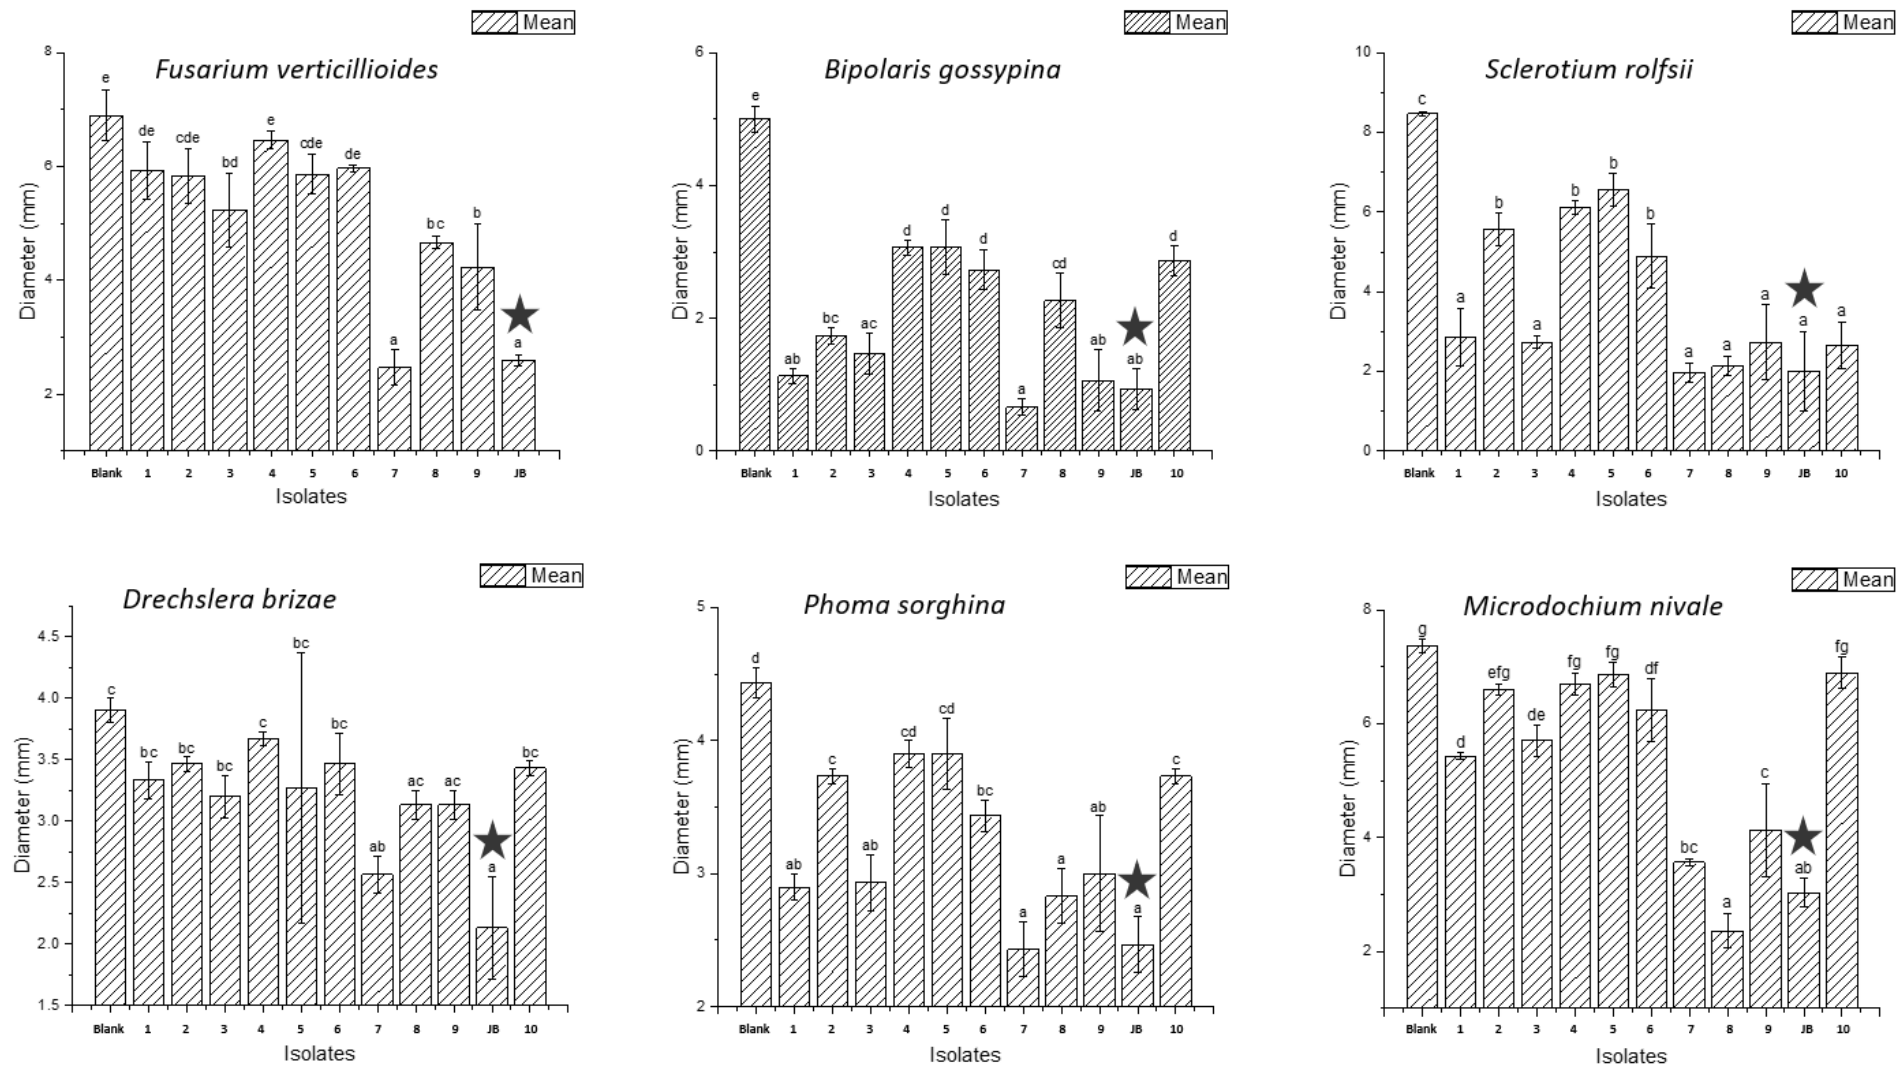 Mean
Fusarium verticillioides
Diameter (mm)
8
6
4
2
e
de
cde
bd
e
cde
de
a
bc
b
a
Blank 1 2 3 4 5 6 7 8 9 JB
Isolates
Mean
Bipolaris gossypina
Diameter (mm)
6
4
2
0
e
ab
bc
ac
d
d
d
a
cd
ab
ab
d
Blank 1 2 3 4 5 6 7 8 9 JB 10
Isolates
Mean
Sclerotium rolfsii
Diameter (mm)
10
8
6
4
2
0
c
a
b
a
b
b
b
a
a
a
a
a
Blank 1 2 3 4 5 6 7 8 9 JB 10
Isolates
Mean
Drechslera brizae
Diameter (mm)
4.5
4.0
3.5
3.0
2.5
2.0
1.5
c
bc
bc
bc
c
bc
bc
ab
ac
ac
a
bc
Blank 1 2 3 4 5 6 7 8 9 JB 10
Isolates
Mean
Phoma sorghina
Diameter (mm)
5
4
3
2
d
ab
c
ab
cd
cd
bc
a
a
ab
a
c
Blank 1 2 3 4 5 6 7 8 9 JB 10
Isolates
Mean
Microdochium nivale
Diameter (mm)
8
6
4
2
g
d
efg
de
fg
fg
df
bc
a
c
ab
fg
Blank 1 2 3 4 5 6 7 8 9 JB 10
Isolates